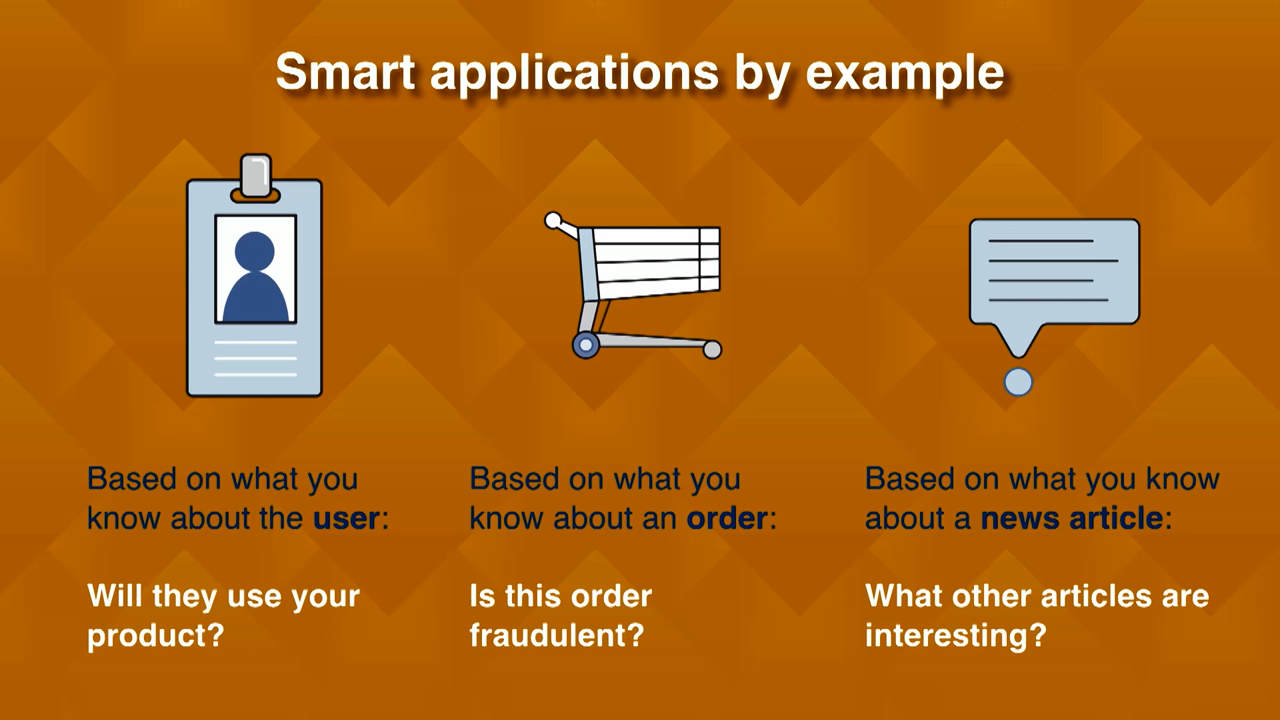 Smart applications by example
Based on what you
know about the user:
Will they use your
product?
Based on what you
know about an order:
Is this order
fraudulent?
Based on what you know
about a news article:
What other articles are
interesting?